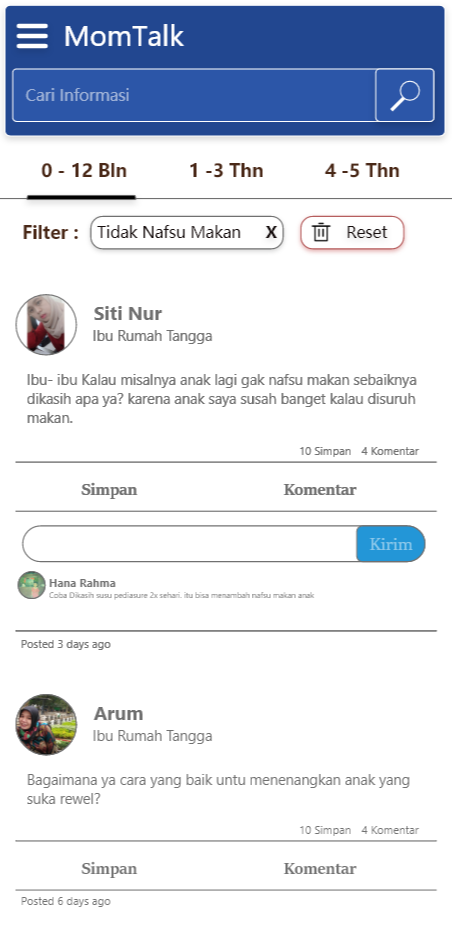 MomTalk
Cari Informasi
0 - 12 Bln 1 -3 Thn 4 -5 Thn
Filter : Tidak Nafsu Makan X Reset
Siti Nur
Ibu Rumah Tangga
Ibu- ibu Kalau misalnya anak lagi gak nafsu makan sebaiknya
dikasih apa ya? karena anak saya susah banget kalau disuruh
makan.
10 Simpan 4 Komentar
Simpan Komentar
Kirim
Hana Rahma
Coba Dikasih susu pediasure 2x sehari. itu bisa menambah nafsu makan anak
Posted 3 days ago
Arum
Ibu Rumah Tangga
Bagaimana ya cara yang baik untu menenangkan anak yang
suka rewel?
10 Simpan 4 Komentar
Simpan Komentar
Posted 6 days ago